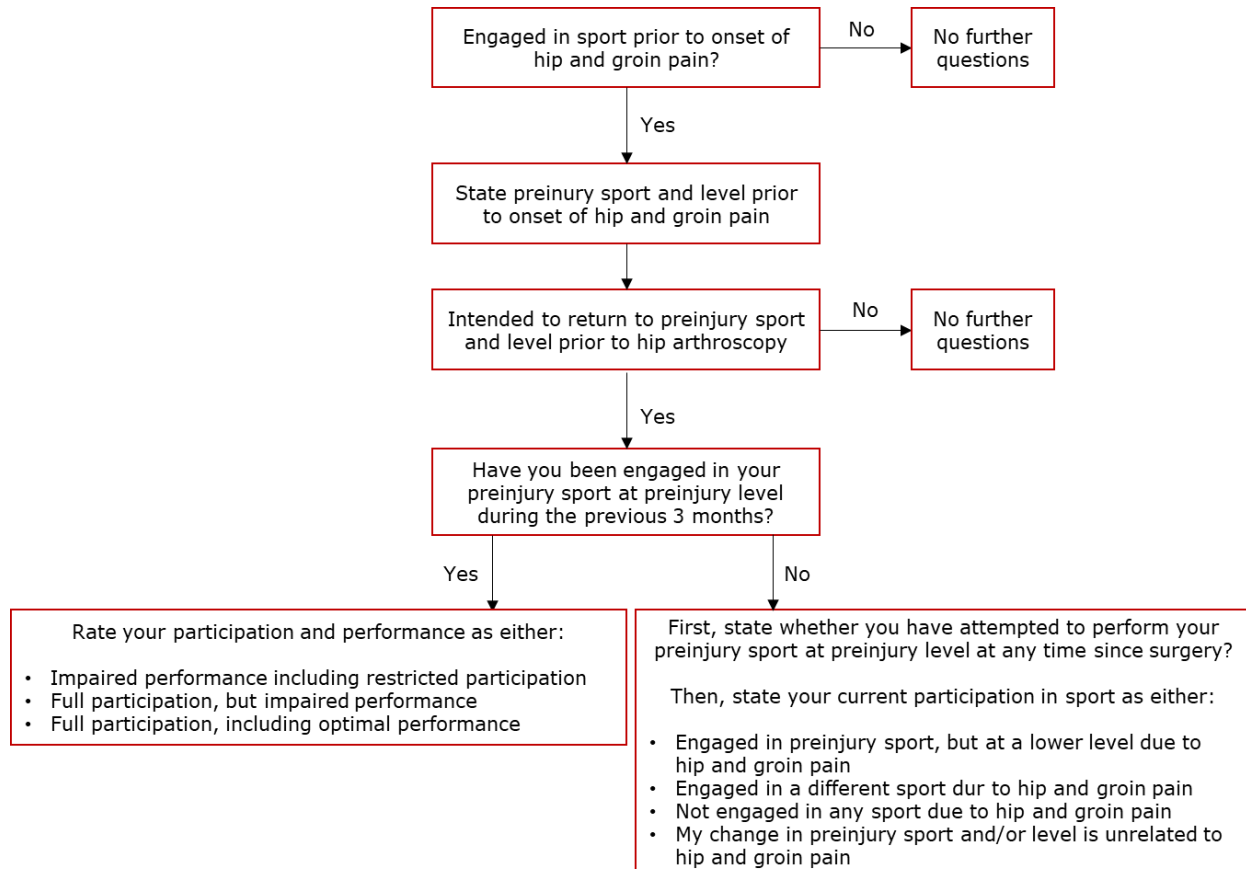 Engaged in sport prior to onset of
hip and groin pain?
No
No further
questions
Yes
State preinury sport and level prior
to onset of hip and groin pain
Intended to return to preinjury sport
and level prior to hip arthroscopy
No
No further
questions
Yes
Have you been engaged in your
preinjury sport at preinjury level
during the previous 3 months?
Yes
No
Rate your participation and performance as either:
• Impaired performance including restricted participation
• Full participation, but impaired performance
• Full participation, including optimal performance
First, state whether you have attempted to perform your
preinjury sport at preinjury level at any time since surgery?
Then, state your current participation in sport as either:
• Engaged in preinjury sport, but at a lower level due to
hip and groin pain
• Engaged in a different sport dur to hip and groin pain
• Not engaged in any sport due to hip and groin pain
• My change in preinjury sport and/or level is unrelated to
hip and groin pain